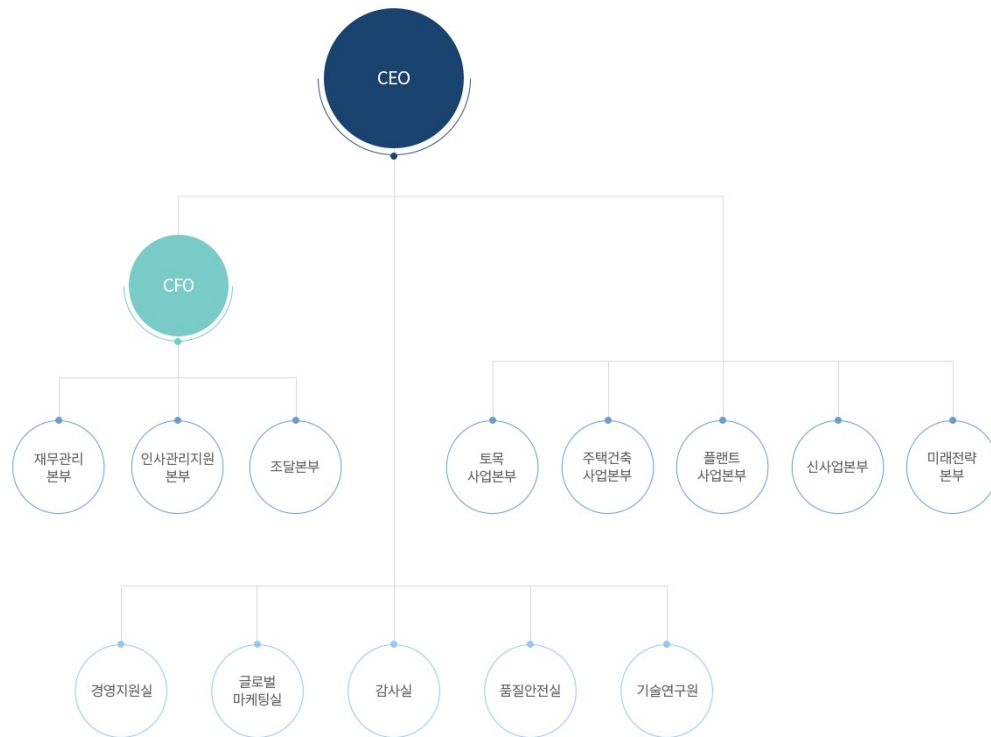 CEO
CFO
재무관리
본부
인사관리지원
본부
조달본부
토목
사업본부
주택건축
사업본부
플랜트
사업본부
신사업본부
미래전략
본부
경영지원실
글로벌
마케팅실
감사실
품질안전실
기술연구원